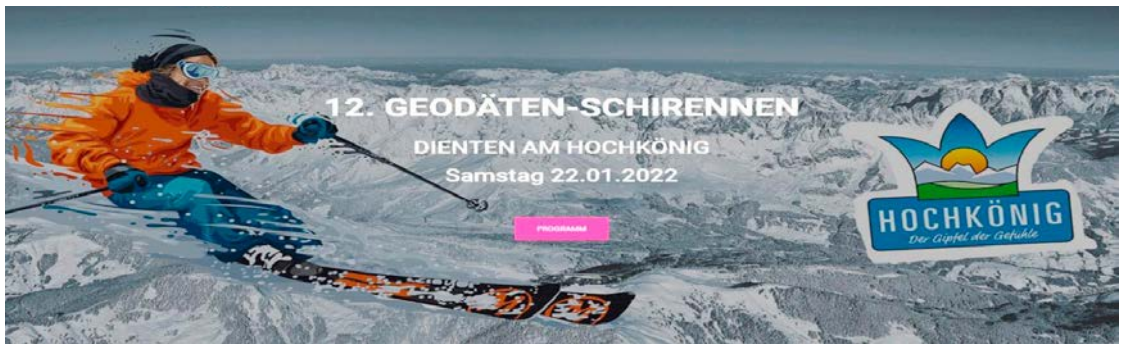 12. GEODÄTEN-SCHIRENNEN
DIENTEN AM HOCHKÖNIG
Samstag 22.01.2022
PROGRAMM
HOCHKÖNIG
Der Gipfel der Gefühle